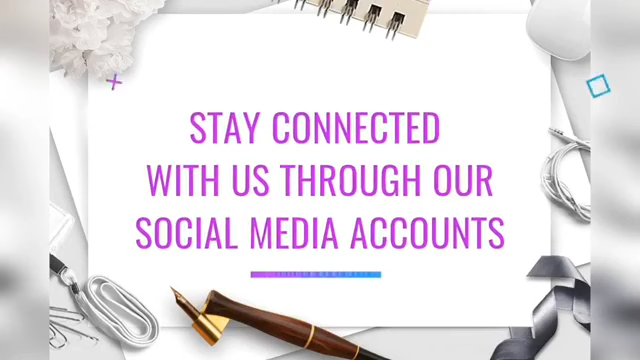 STAY CONNECTED
WITH US THROUGH OUR
SOCIAL MEDIA ACCOUNTS